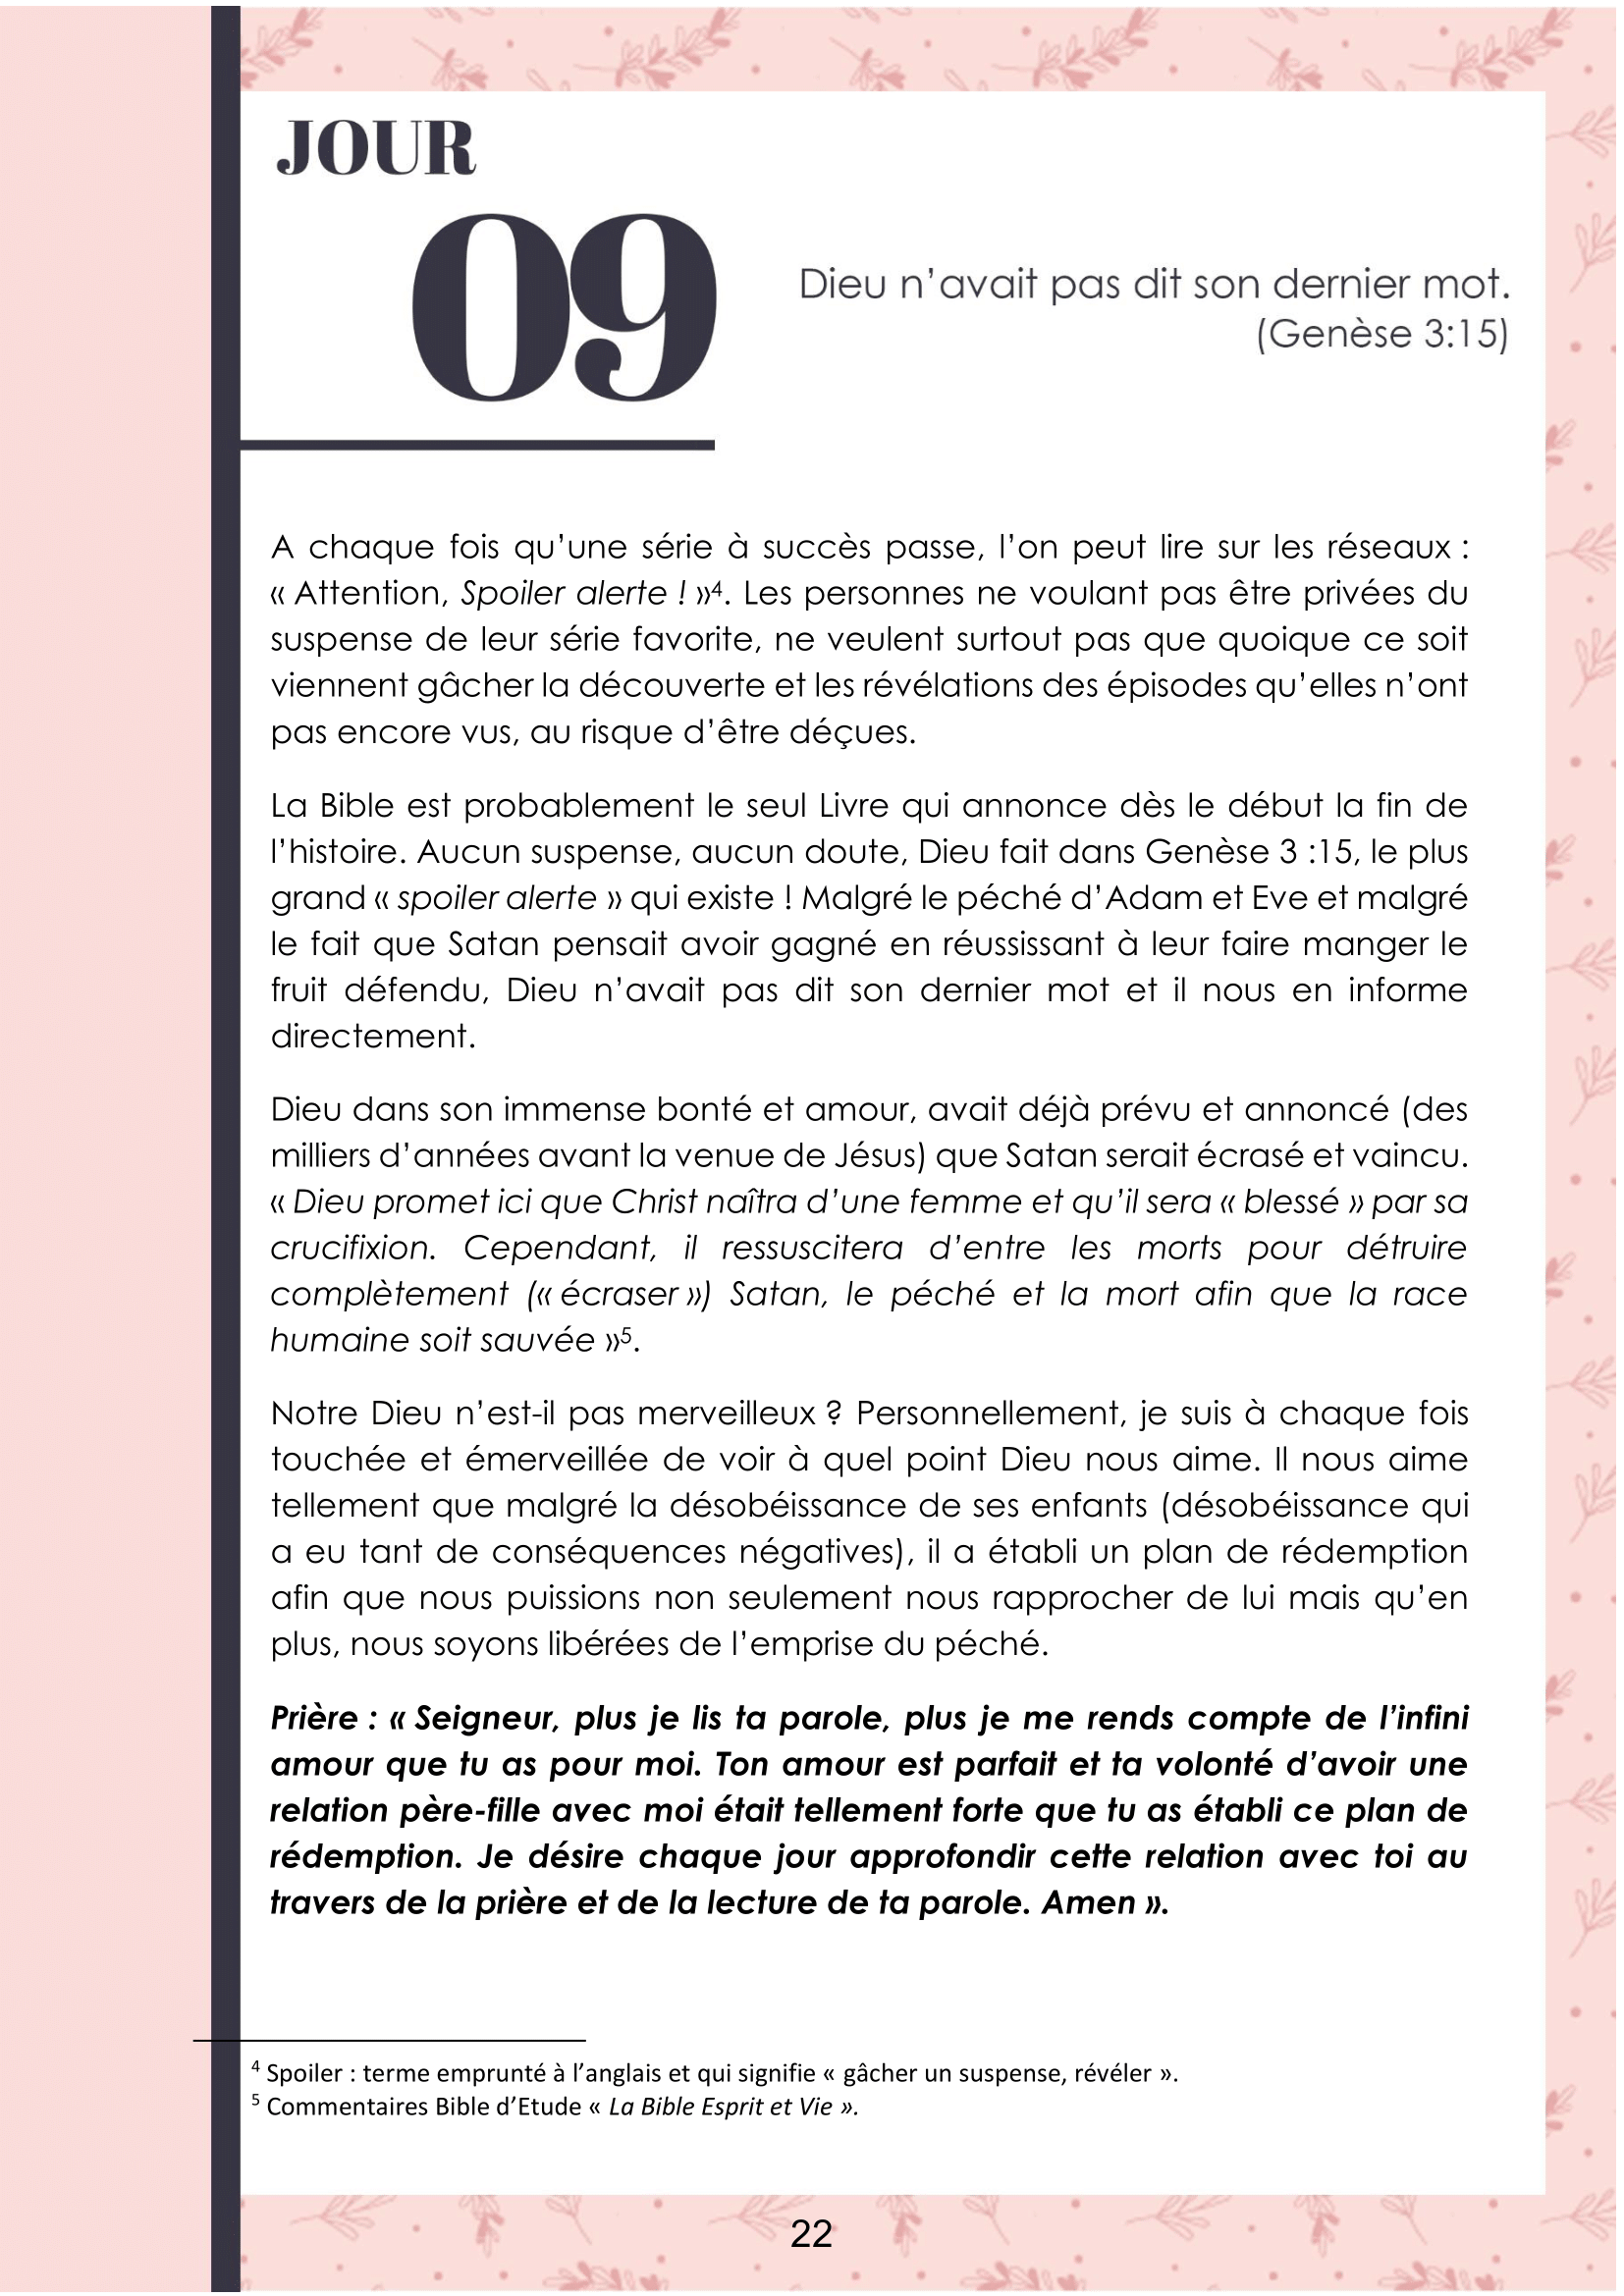 JOUR
09
Dieu n’avait pas dit son dernier mot.
(Genèse 3:15)
A chaque fois qu’une série à succès passe, l’on peut lire sur les réseaux :
« Attention, Spoiler alerte ! »4. Les personnes ne voulant pas être privées du
suspense de leur série favorite, ne veulent surtout pas que quoique ce soit
viennent gâcher la découverte et les révélations des épisodes qu’elles n’ont
pas encore vus, au risque d’être déçues.
La Bible est probablement le seul Livre qui annonce dès le début la fin de
l’histoire. Aucun suspense, aucun doute, Dieu fait dans Genèse 3 :15, le plus
grand « spoiler alerte » qui existe ! Malgré le péché d’Adam et Eve et malgré
le fait que Satan pensait avoir gagné en réussissant à leur faire manger le
fruit défendu, Dieu n’avait pas dit son dernier mot et il nous en informe
directement.
Dieu dans son immense bonté et amour, avait déjà prévu et annoncé (des
milliers d’années avant la venue de Jésus) que Satan serait écrasé et vaincu.
« Dieu promet ici que Christ naîtra d’une femme et qu’il sera « blessé » par sa
crucifixion. Cependant, il ressuscitera d’entre les morts pour détruire
complètement (« écraser ») Satan, le péché et la mort afin que la race
humaine soit sauvée »5.
Notre Dieu n’est-il pas merveilleux ? Personnellement, je suis à chaque fois
touchée et émerveillée de voir à quel point Dieu nous aime. Il nous aime
tellement que malgré la désobéissance de ses enfants (désobéissance qui
a eu tant de conséquences négatives), il a établi un plan de rédemption
afin que nous puissions non seulement nous rapprocher de lui mais qu’en
plus, nous soyons libérées de l’emprise du péché.
Prière : « Seigneur, plus je lis ta parole, plus je me rends compte de l’infini
amour que tu as pour moi. Ton amour est parfait et ta volonté d’avoir une
relation père-fille avec moi était tellement forte que tu as établi ce plan de
rédemption. Je désire chaque jour approfondir cette relation avec toi au
travers de la prière et de la lecture de ta parole. Amen ».
4 Spoiler : terme emprunté à l’anglais et qui signifie « gâcher un suspense, révéler ».
5 Commentaires Bible d’Etude « La Bible Esprit et Vie ».
22